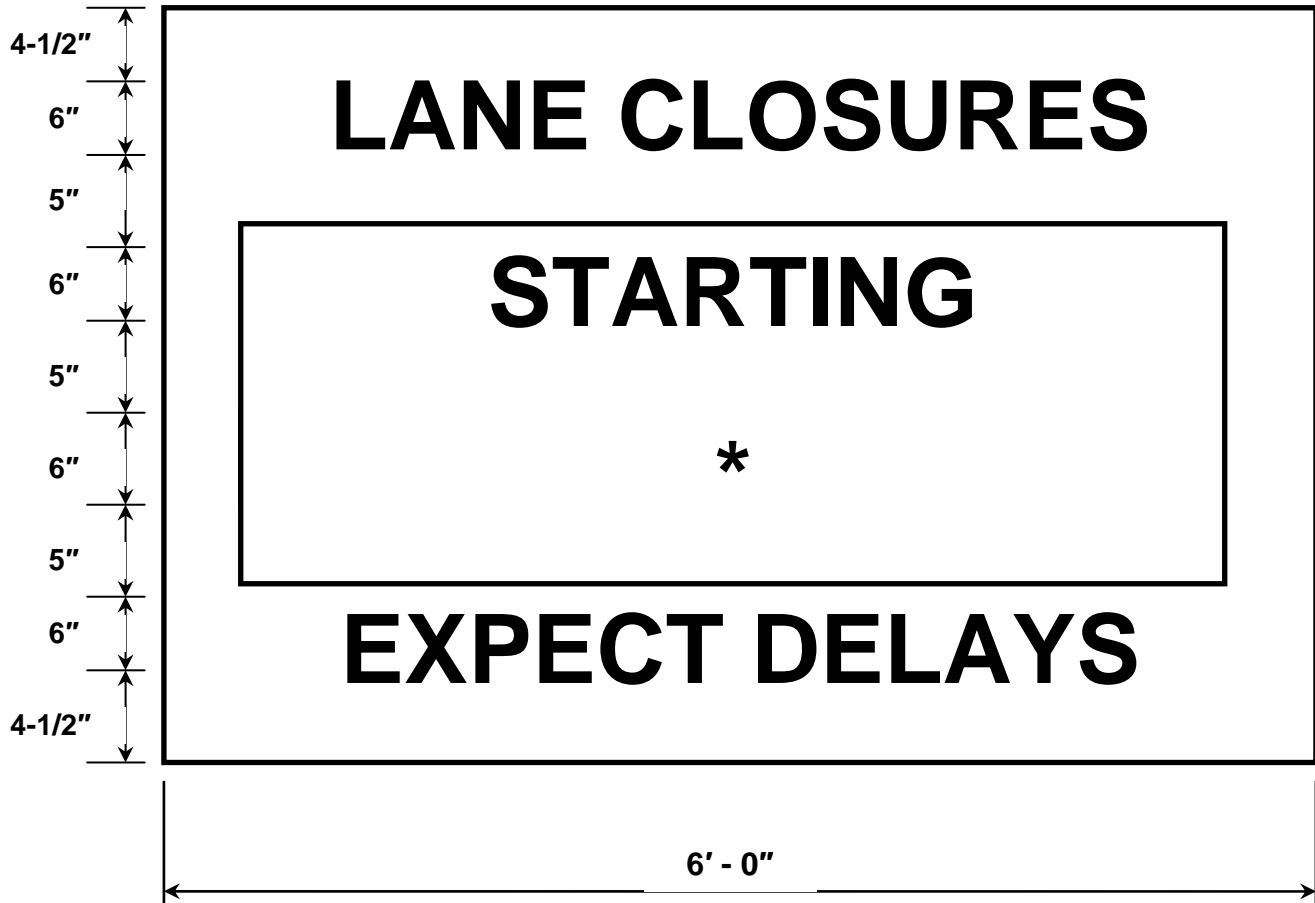 4-1/2″
LANE CLOSURES
6″
5″
STARTING
6″
5″
*
6″
5″
EXPECT DELAYS
6″
4-1/2″
6′ - 0″